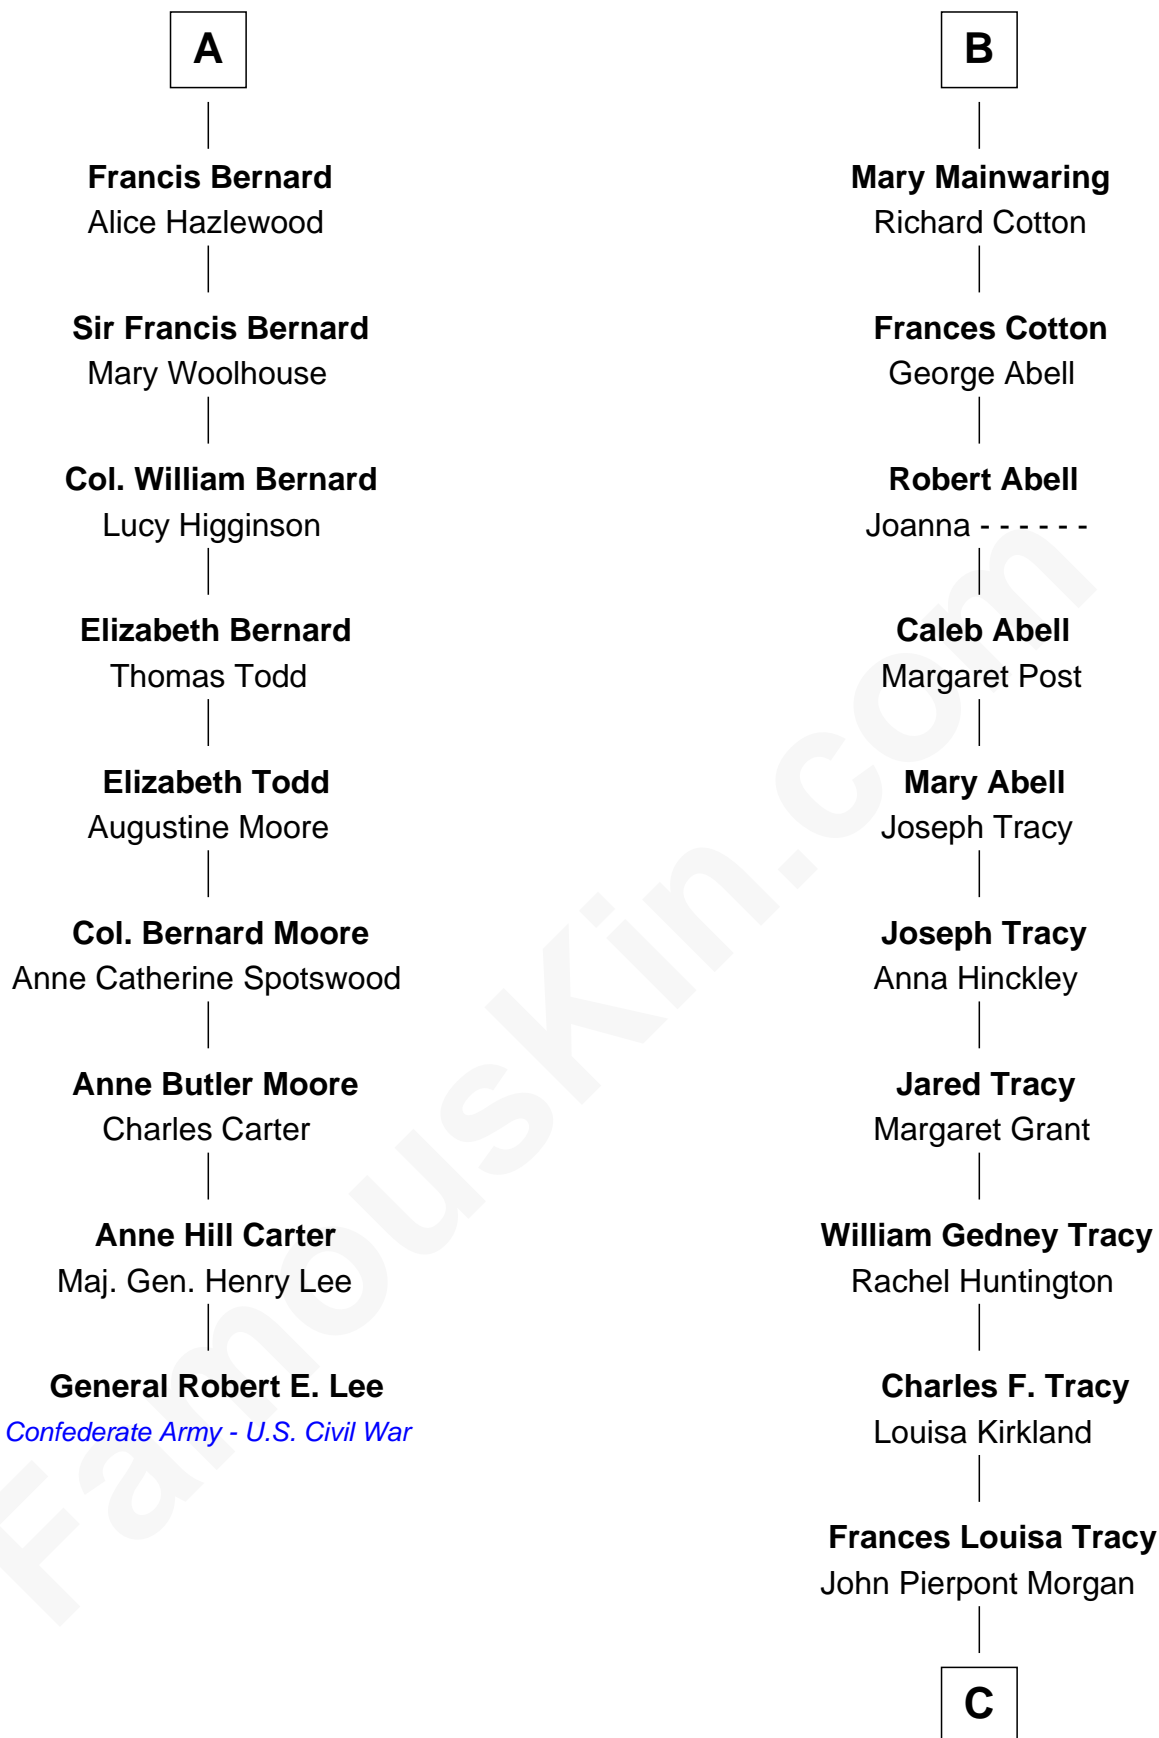 A
Francis Bernard
Alice Hazlewood
Sir Francis Bernard
Mary Woolhouse
Col. William Bernard
Lucy Higginson
Elizabeth Bernard
Thomas Todd
Elizabeth Todd
Augustine Moore
Col. Bernard Moore
Anne Catherine Spotswood
Anne Butler Moore
Charles Carter
Anne Hill Carter
Maj. Gen. Henry Lee
General Robert E. Lee
Confederate Army - U.S. Civil War
B
Mary Mainwaring
Richard Cotton
Frances Cotton
George Abell
Robert Abell
Joanna - - - - - -
Caleb Abell
Margaret Post
Mary Abell
Joseph Tracy
Joseph Tracy
Anna Hinckley
Jared Tracy
Margaret Grant
William Gedney Tracy
Rachel Huntington
Charles F. Tracy
Louisa Kirkland
Frances Louisa Tracy
John Pierpont Morgan
C
FamousKin.com